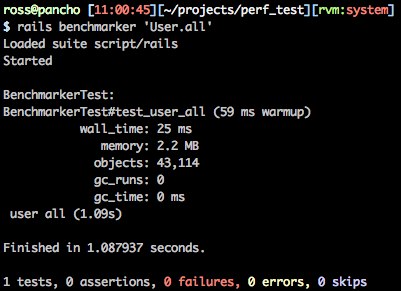 ross@pancho [11:00:45][~/projects/perf_test][rvm:system]
$ rails benchmarker 'User.all'
Loaded suite script/rails
Started
BenchmarkerTest:
BenchmarkerTest#test_user_all (59 ms warmup)
wall_time: 25 ms
memory: 2.2 MB
objects: 43,114
gc_runs: 0
gc_time: 0 ms
user all (1.09s)
Finished in 1.087937 seconds.
1 tests, 0 assertions, 0 failures, 0 errors, 0 skips